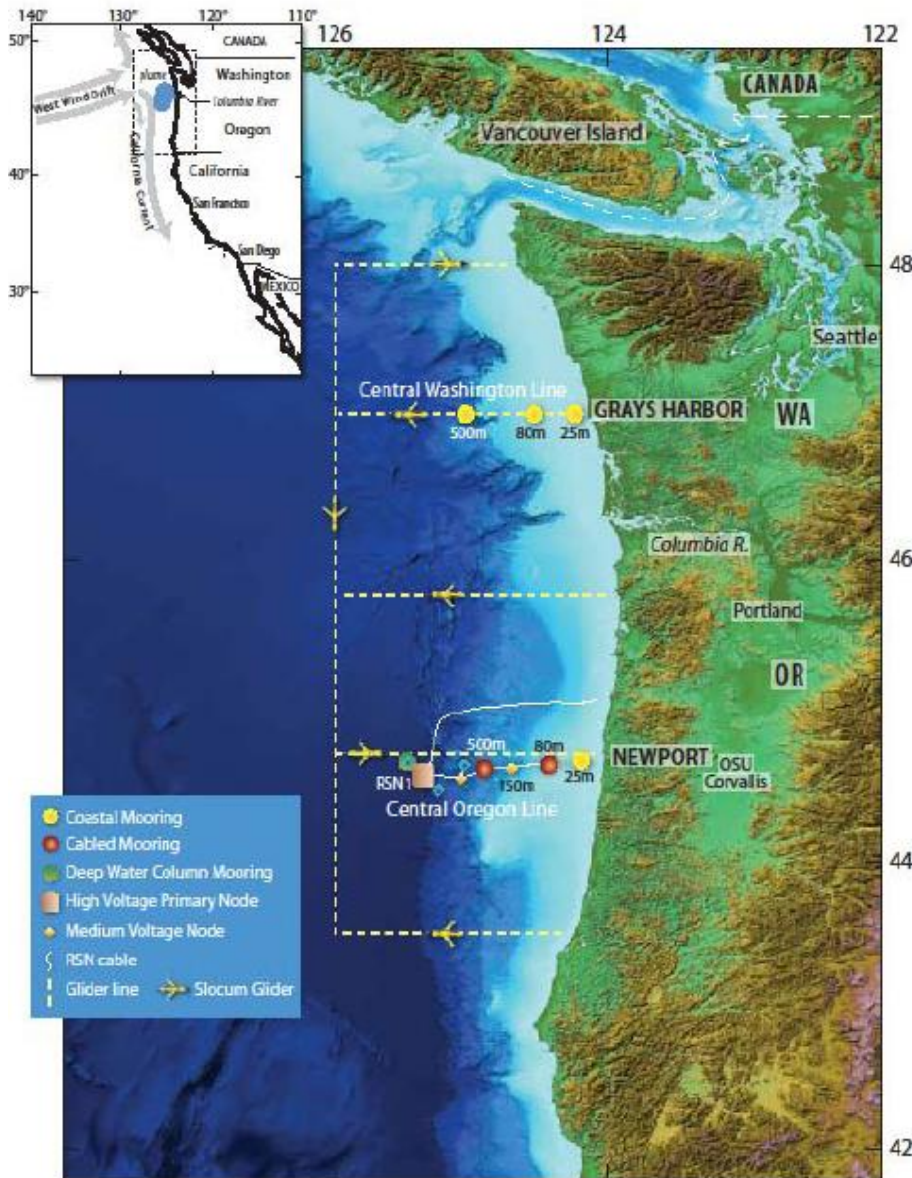 140°
130°
120°
110°
126
124
122
50°
40°
30°
CANADA
Washington
plume
Columbia River
West Wind Drift
Oregon
California Current
California
San Francisco
San Diego
MEXICO
CANADA
Vancouver Island
48
Seattle
Central Washington Line
GRAYS HARBOR
WA
500m
80m
25m
46
Columbia R.
Portland
OR
500m
80m
NEWPORT
OSU
Corvallis
RSN1
150m
25m
Central Oregon Line
44
Coastal Mooring
Cabled Mooring
Deep Water Column Mooring
High Voltage Primary Node
Medium Voltage Node
RSN cable
Glider line
Slocum Glider
42